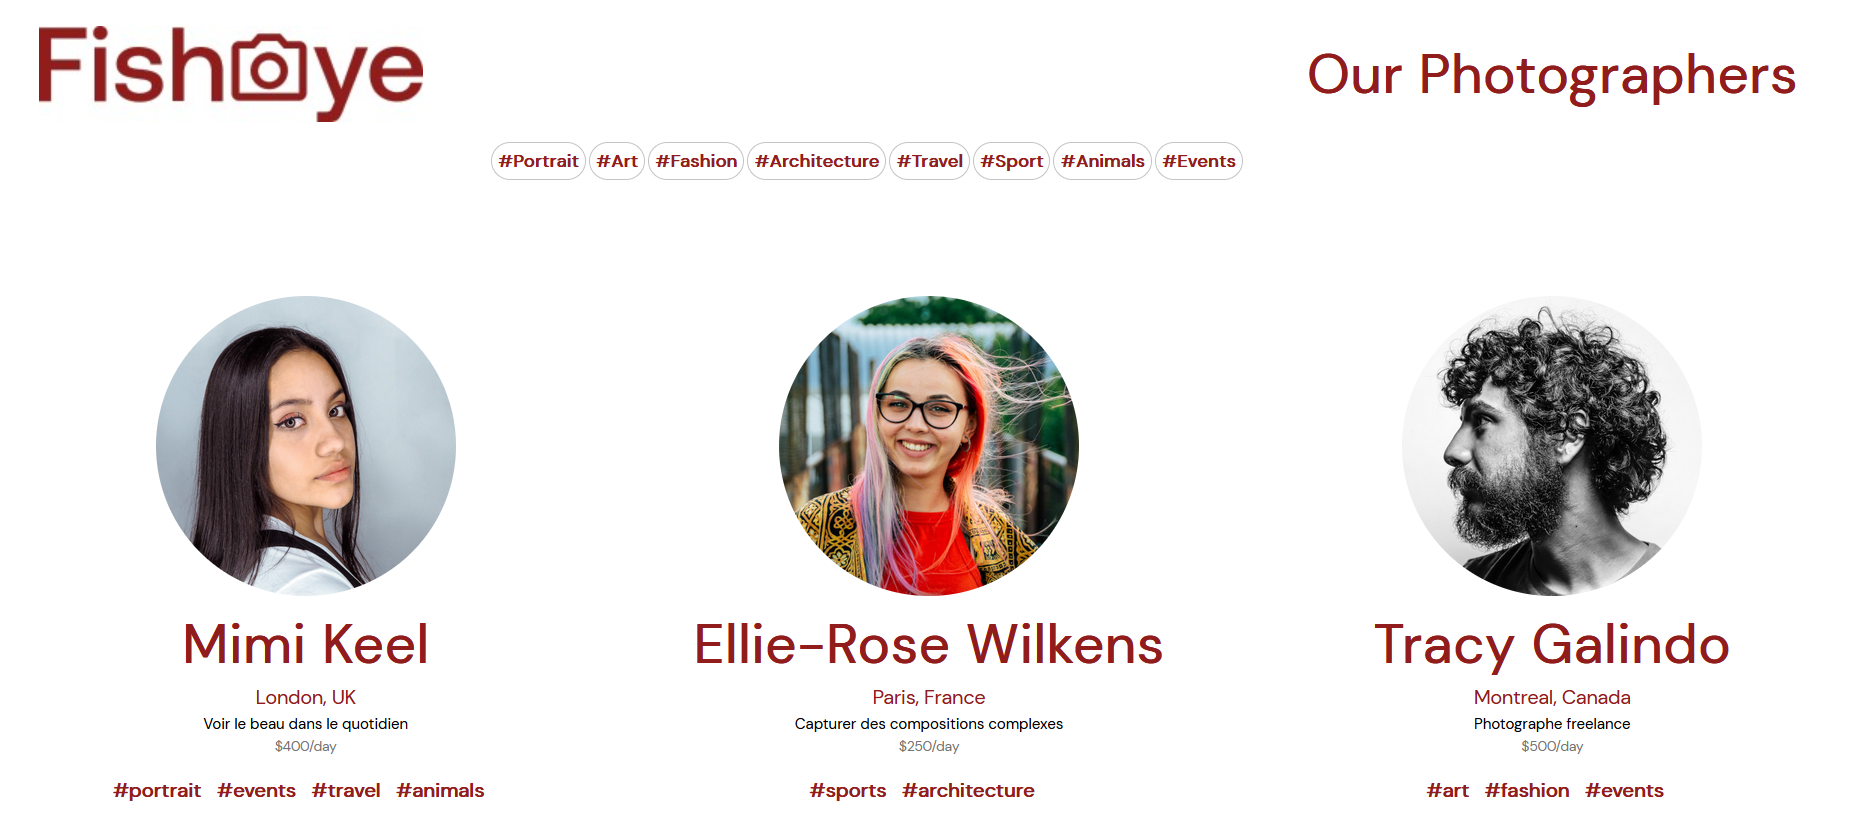 Fisheye
Our Photographers
#Portrait #Art #Fashion #Architecture #Travel #Sport #Animals #Events
Mimi Keel
London, UK
Voir le beau dans le quotidien
$400/day
#portrait #events #travel #animals
Ellie-Rose Wilkens
Paris, France
Capturer des compositions complexes
$250/day
#sports #architecture
Tracy Galindo
Montreal, Canada
Photographe freelance
$500/day
#art #fashion #events